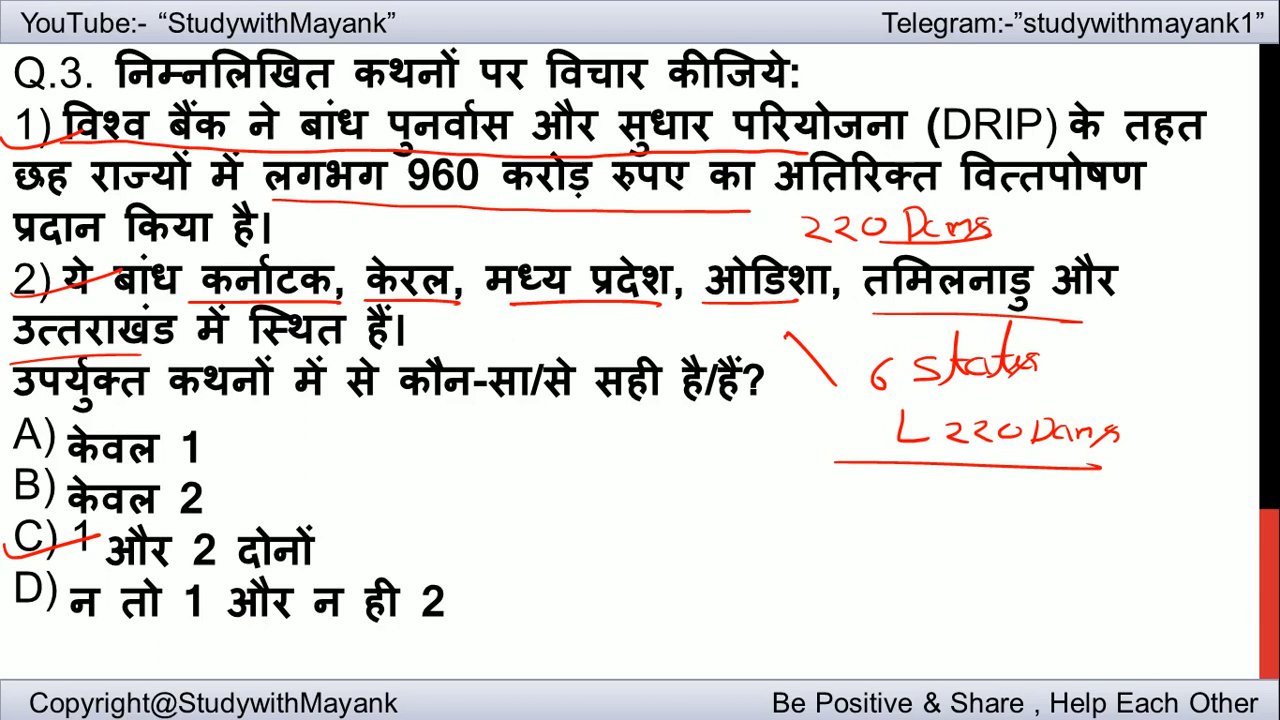 YouTube:- “StudywithMayank”
Telegram:-”studywithmayank1”
Q.3. निम्नलिखित कथनों पर विचार कीजिये:
1) विश्व बैंक ने बांध पुनर्वास और सुधार परियोजना (DRIP) के तहत
छह राज्यों में लगभग 960 करोड़ रुपए का अतिरिक्त वित्तपोषण
प्रदान किया है।
220 Dams
2) ये बांध कर्नाटक, केरल, मध्य प्रदेश, ओडिशा, तमिलनाडु और
उत्तराखंड में स्थित हैं।
6 states
220 Dams
उपर्युक्त कथनों में से कौन-सा/से सही है/हैं?
A) केवल 1
B) केवल 2
C) 1 और 2 दोनों
D) न तो 1 और न ही 2
Copyright@StudywithMayank
Be Positive & Share , Help Each Other